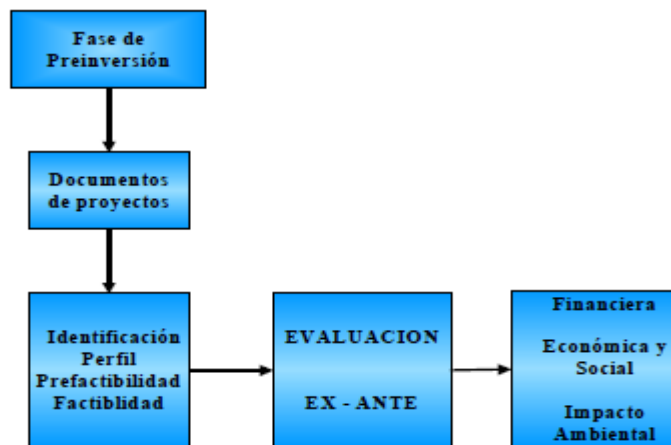 Fase de
Preinversión
Documentos
de proyectos
Identificación
Perfil
Prefactibilidad
Factiblidad
EVALUACION
EX - ANTE
Financiera
Económica y
Social
Impacto
Ambiental